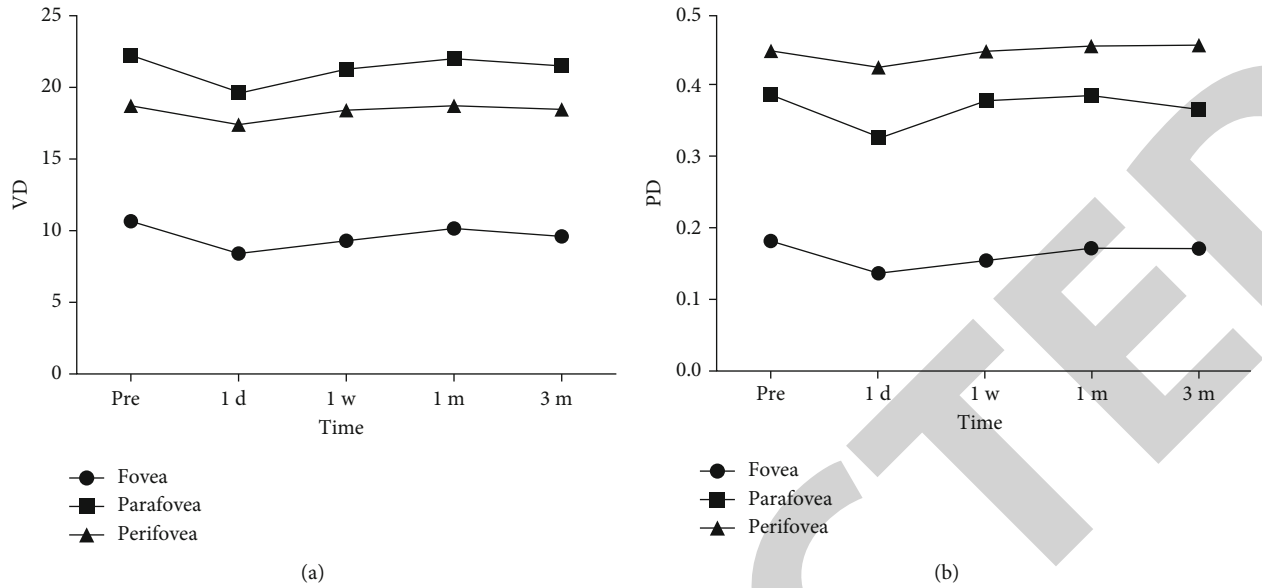 25
20
15
10
5
0
VD
Pre 1 d 1 w 1 m 3 m
Time
Fovea
Parafovea
Perifovea
(a)
0.5
0.4
0.3
0.2
0.1
0.0
PD
Pre 1 d 1 w 1 m 3 m
Time
Fovea
Parafovea
Perifovea
(b)
CTED